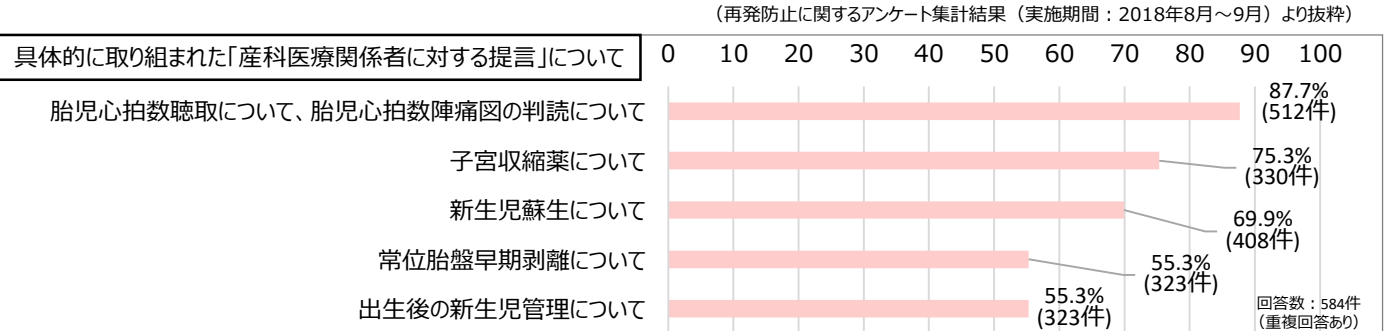 （再発防止に関するアンケート集計結果（実施期間：2018年8月～9月）より抜粋）
具体的に取り組まれた「産科医療関係者に対する提言」について
0 10 20 30 40 50 60 70 80 90 100
胎児心拍数聴取について、胎児心拍数陣痛図の判読について
87.7%
(512件)
子宮収縮薬について
75.3%
(330件)
新生児蘇生について
69.9%
(408件)
常位胎盤早期剥離について
55.3%
(323件)
出生後の新生児管理について
55.3%
(323件)
回答数：584件
（重複回答あり）